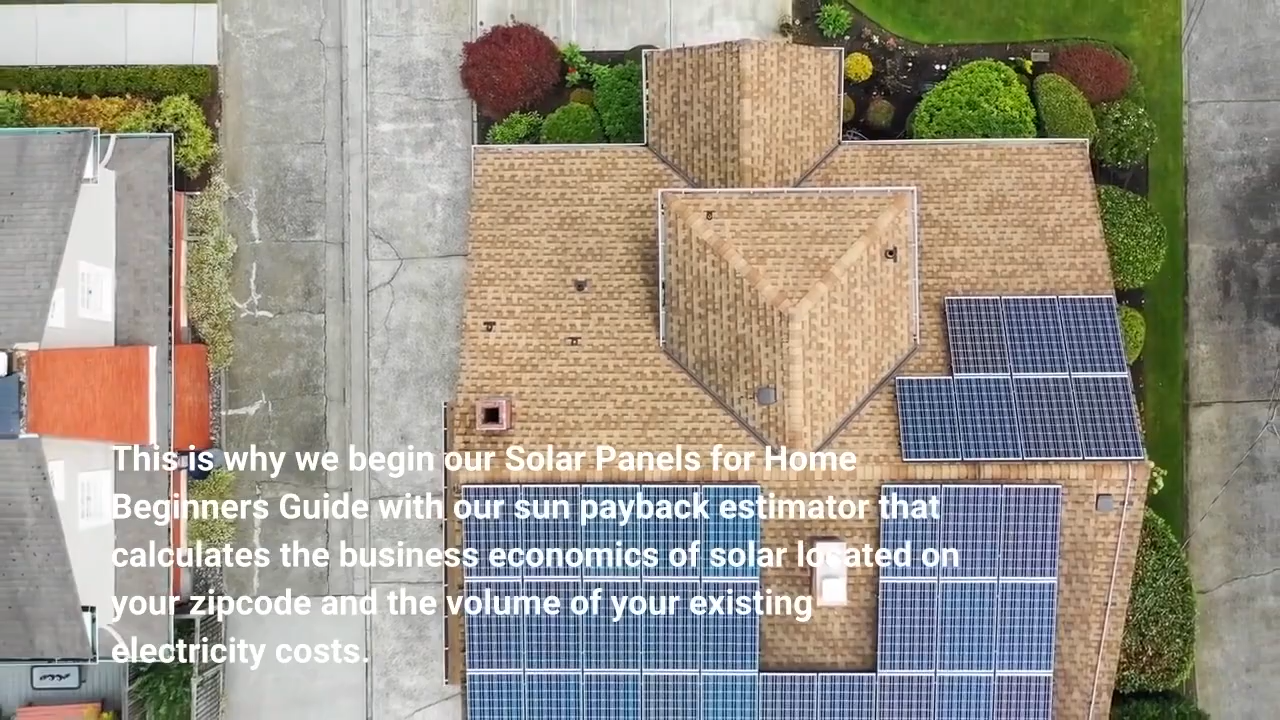 This is why we begin our Solar Panels for Home
Beginners Guide with our sun payback estimator that
calculates the business economics of solar located on
your zipcode and the volume of your existing
electricity costs.